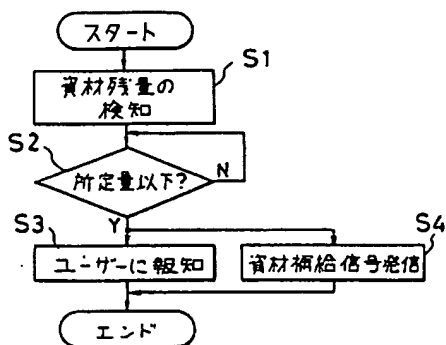 スタート
S1
資材残量の
検知
S2
所定量以下?
N
Y
S3
S4
ユーザーに報知
資材補給信号発信
エンド